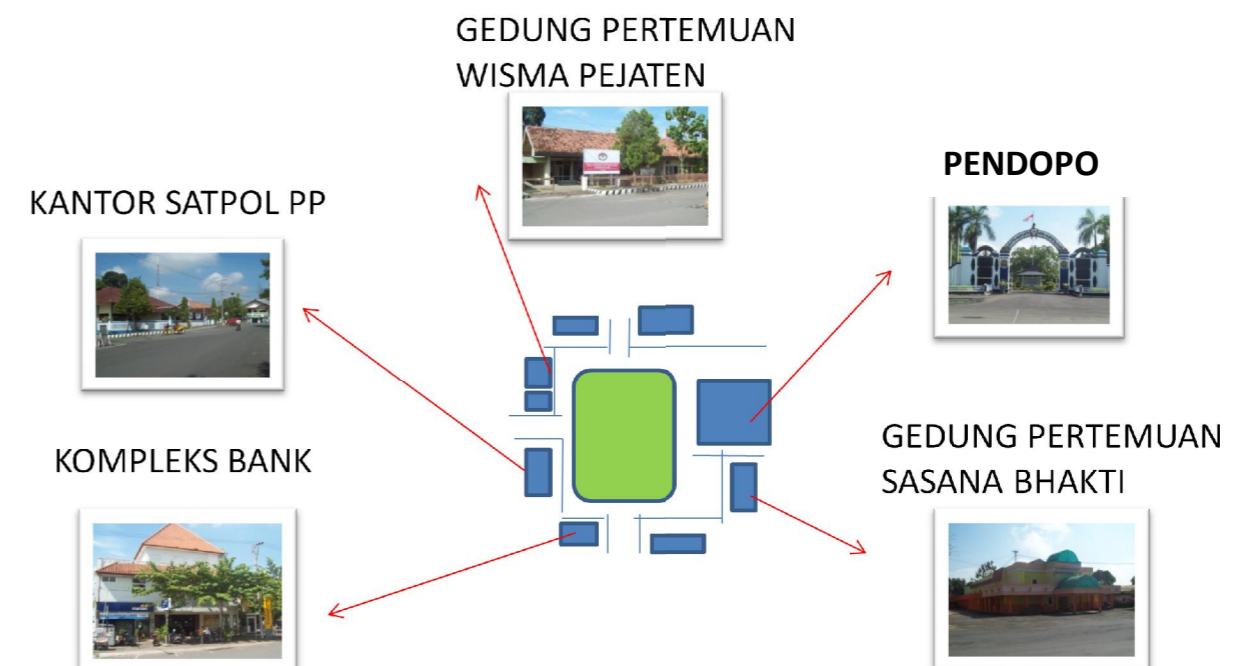 GEDUNG PERTEMUAN
WISMA PEJATEN
PENDOPO
KANTOR SATPOL PP
GEDUNG PERTEMUAN
SASANA BHAKTI
KOMPLEKS BANK